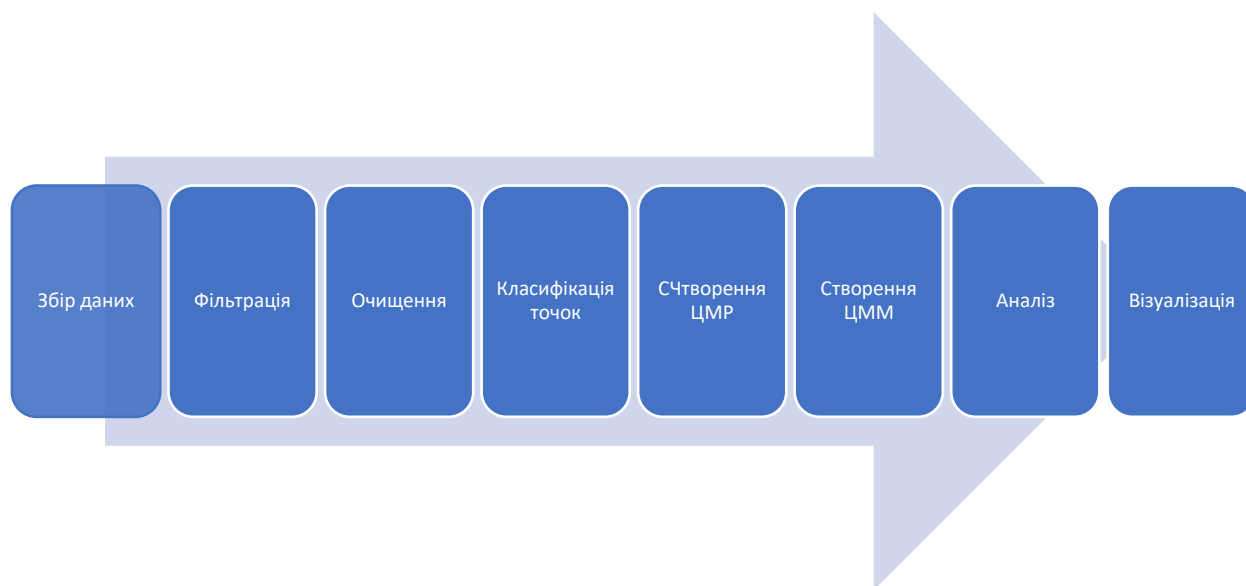 Збір даних
Фільтрація
Очищення
Класифікація
точок
СЧтворення
ЦМР
Створення
ЦММ
Аналіз
Візуалізація